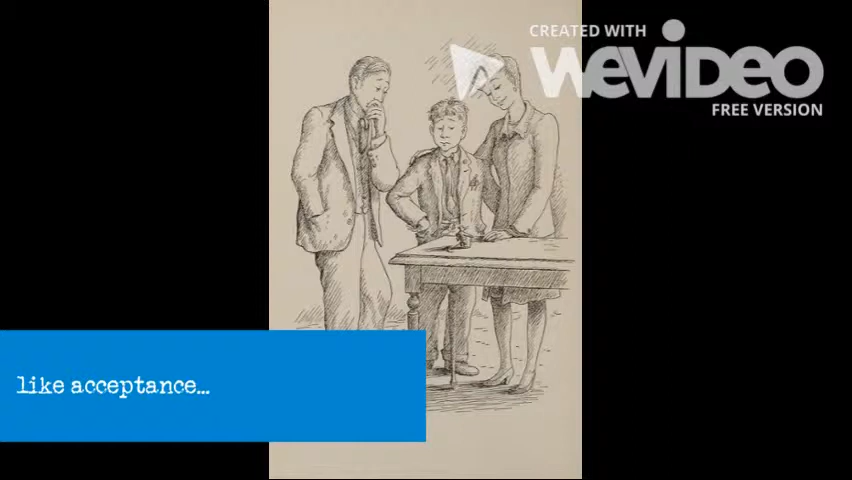 CREATED WITH
WEVIDEO
FREE VERSION
like acceptance...